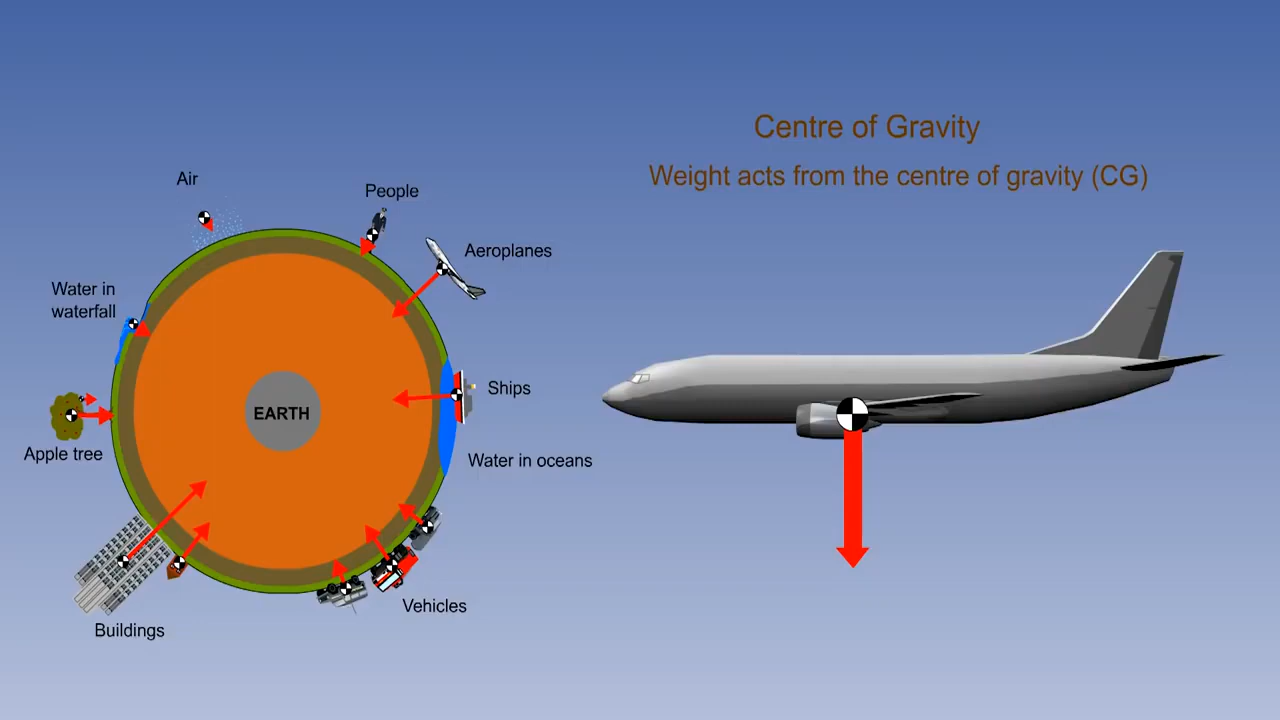 Centre of Gravity
Weight acts from the centre of gravity (CG)
Air
People
Aeroplanes
Water in
waterfall
Ships
EARTH
Apple tree
Water in oceans
Vehicles
Buildings